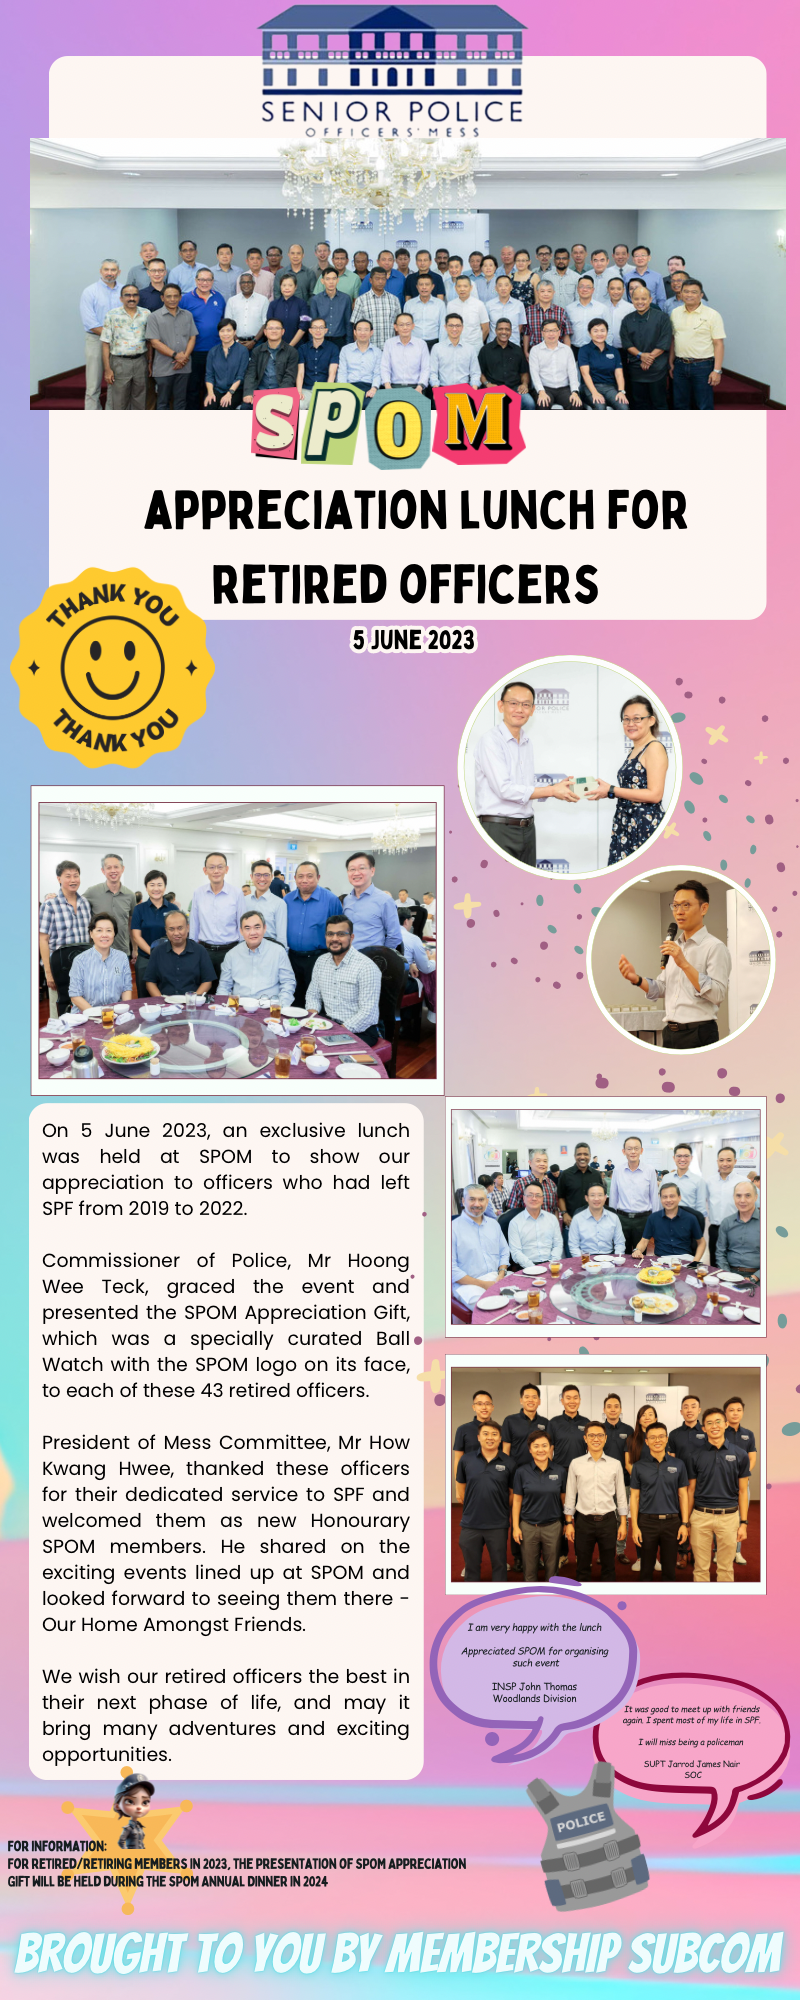 SENIOR POLICE
OFFICERS' MESS
SPOM
APPRECIATION LUNCH FOR
RETIRED OFFICERS
5 JUNE 2023
THANK YOU
THANK YOU
SENIOR POLICE
On 5 June 2023, an exclusive lunch
was held at SPOM to show our
appreciation to officers who had left
SPF from 2019 to 2022.
Commissioner of Police, Mr Hoong
Wee Teck, graced the event and
presented the SPOM Appreciation Gift,
which was a specially curated Ball
Watch with the SPOM logo on its face,
to each of these 43 retired officers.
President of Mess Committee, Mr How
Kwang Hwee, thanked these officers
for their dedicated service to SPF and
welcomed them as new Honourary
SPOM members. He shared on the
exciting events lined up at SPOM and
looked forward to seeing them there -
Our Home Amongst Friends.
We wish our retired officers the best in
their next phase of life, and may it
bring many adventures and exciting
opportunities.
I am very happy with the lunch
Appreciated SPOM for organising
such event
INSP John Thomas
Woodlands Division
It was good to meet up with friends
again. I spent most of my life in SPF.
I will miss being a policeman
SUPT Jarrod James Nair
SOC
POLICE
FOR INFORMATION:
FOR RETIRED/RETIRING MEMBERS IN 2023, THE PRESENTATION OF SPOM APPRECIATION
GIFT WILL BE HELD DURING THE SPOM ANNUAL DINNER IN 2024
BROUGHT TO YOU BY MEMBERSHIP SUBCOM